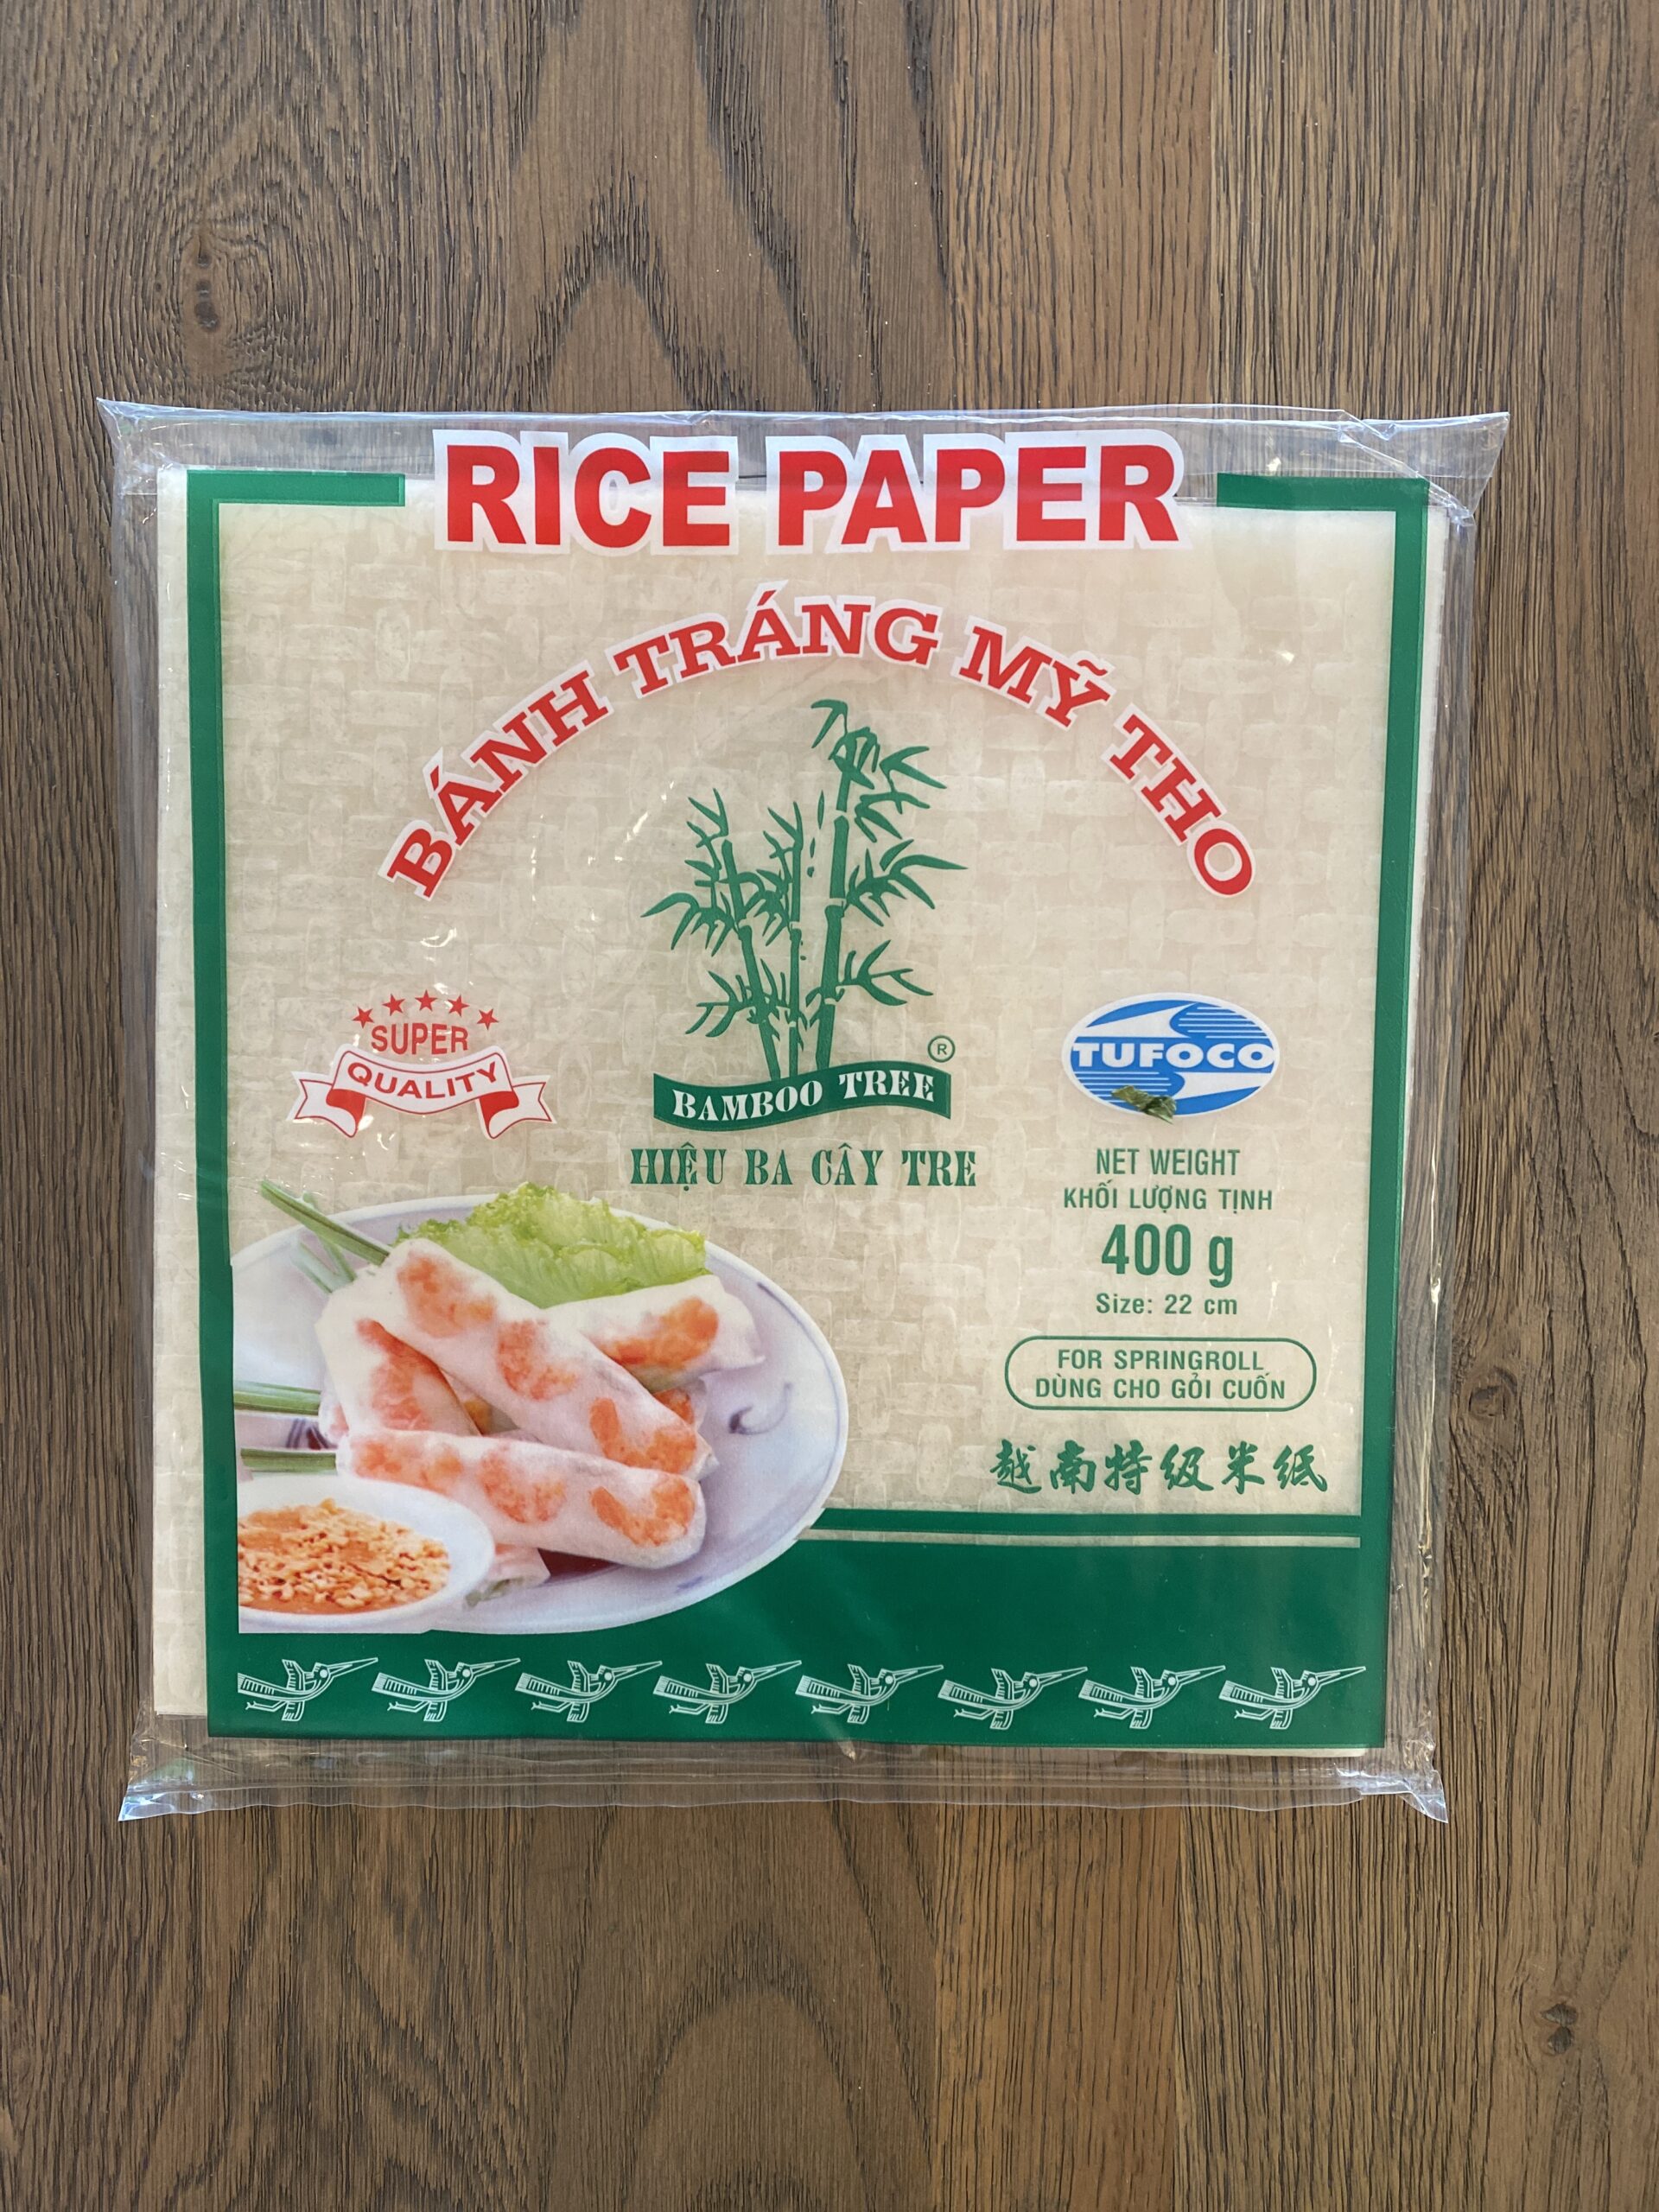 RICE PAPER
BÁNH TRÁNG MỸ THO
SUPER
QUALITY
®
BAMBOO TREE
HIỆU BA CÂY TRE
TUFOCO
NET WEIGHT
KHỐI LƯỢNG TỊNH
400 g
Size: 22 cm
FOR SPRINGROLL
DÙNG CHO GỎI CUỐN
越南特级米纸